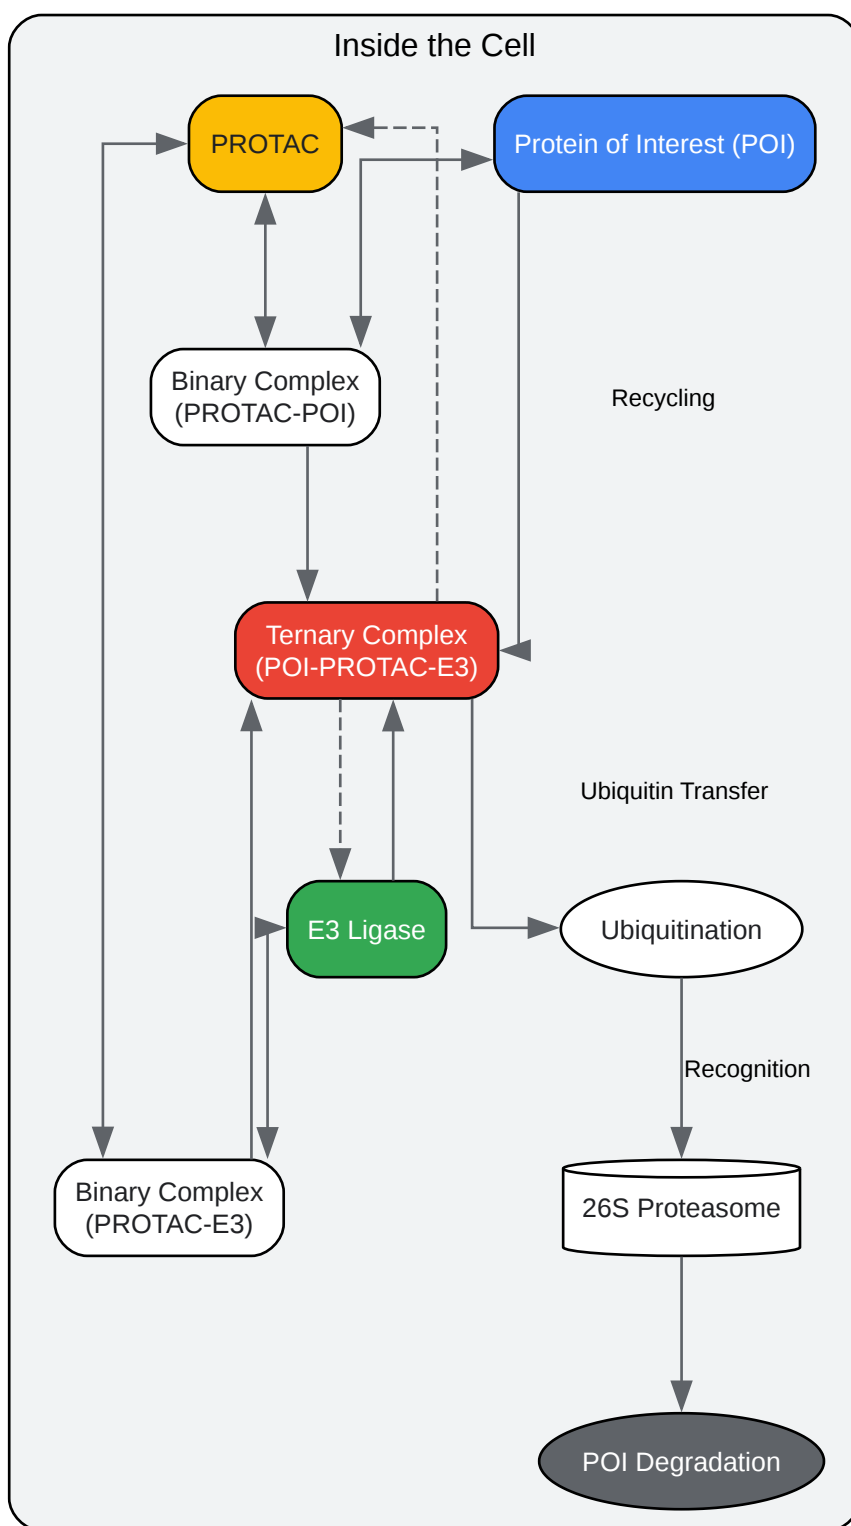 Inside the Cell
PROTAC
Protein of Interest (POI)
Binary Complex
(PROTAC-POI)
Recycling
Ternary Complex
(POI-PROTAC-E3)
Ubiquitin Transfer
E3 Ligase
Ubiquitination
Recognition
Binary Complex
(PROTAC-E3)
26S Proteasome
POI Degradation